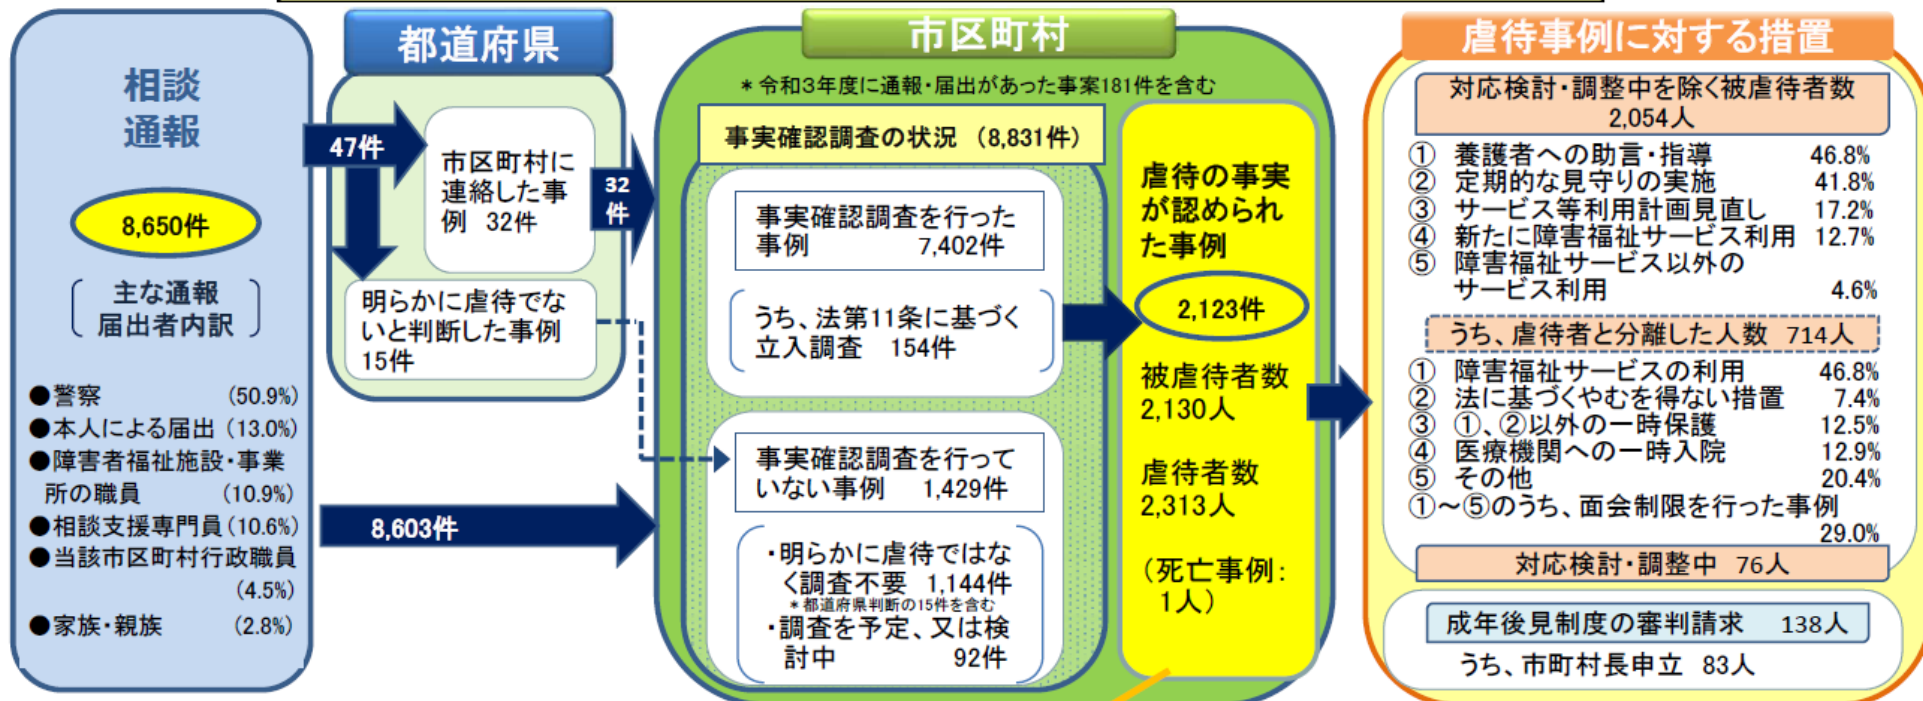 相談
通報
8,650件
主な通報
届出者内訳
●警察 (50.9%)
●本人による届出 (13.0%)
●障害者福祉施設・事業
所の職員 (10.9%)
●相談支援専門員 (10.6%)
●当該市区町村行政職員
(4.5%)
●家族・親族 (2.8%)
都道府県
47件
市区町村に
連絡した事
例 32件
32
件
明らかに虐待でな
いと判断した事例
15件
8,603件
市区町村
*令和3年度に通報・届出があった事案181件を含む
事実確認調査の状況 (8,831件)
事実確認調査を行った
事例 7,402件
うち、法第11条に基づく
立入調査 154件
事実確認調査を行って
いない事例 1,429件
・明らかに虐待ではな
く調査不要 1,144件
*都道府県判断の15件を含む
・調査を予定、又は検
討中 92件
虐待の事実
が認められ
た事例
2,123件
被虐待者数
2,130人
虐待者数
2,313人
(死亡事例:
1人)
虐待事例に対する措置
対応検討・調整中を除く被虐待者数
2,054人
① 養護者への助言・指導 46.8%
② 定期的な見守りの実施 41.8%
③ サービス等利用計画見直し 17.2%
④ 新たに障害福祉サービス利用 12.7%
⑤ 障害福祉サービス以外の
サービス利用 4.6%
うち、虐待者と分離した人数 714人
① 障害福祉サービスの利用 46.8%
② 法に基づくやむを得ない措置 7.4%
③ ①、②以外の一時保護 12.5%
④ 医療機関への一時入院 12.9%
⑤ その他 20.4%
①～⑤のうち、面会制限を行った事例
29.0%
対応検討・調整中 76人
成年後見制度の審判請求 138人
うち、市町村長申立 83人